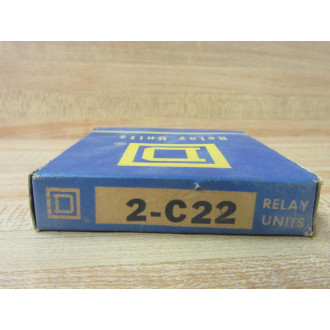 Relay Units
D
®
D
2-C22
RELAY
UNITS